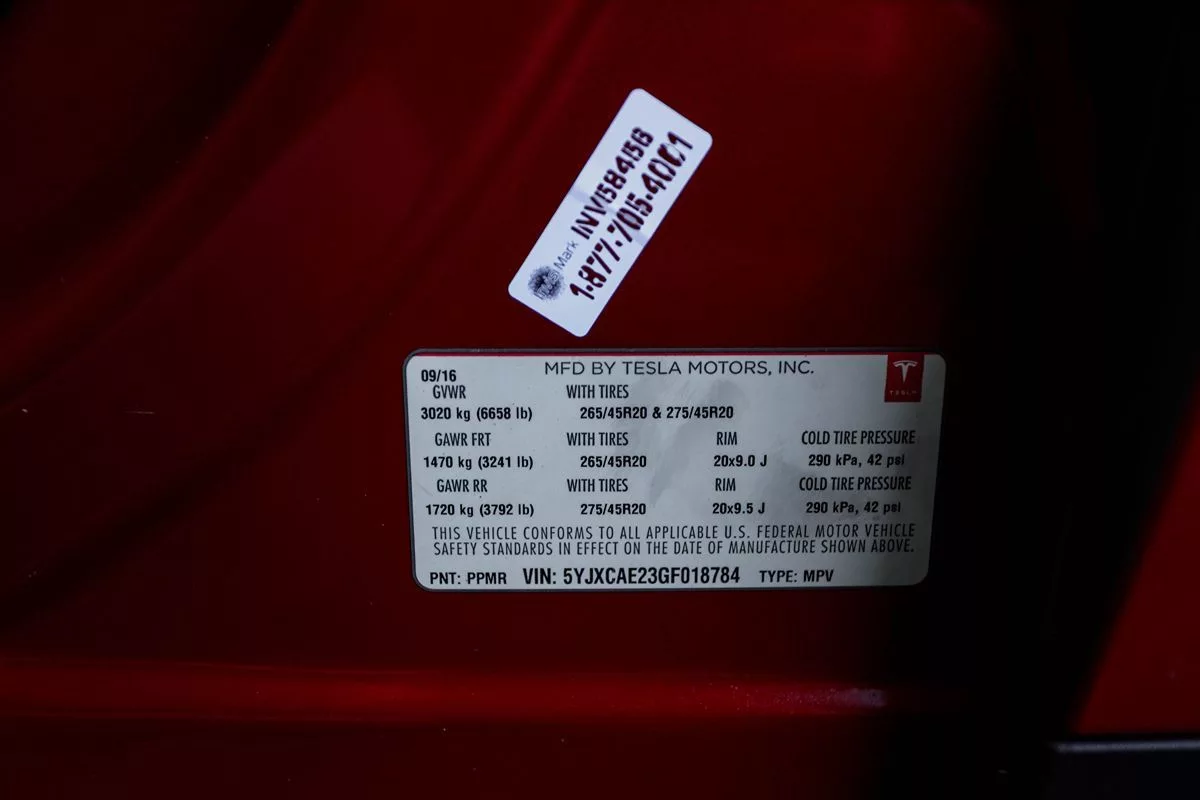 Mark INV58456
1-877-705-4001
MFD BY TESLA MOTORS, INC.
TESLA
09/16
GVWR WITH TIRES
3020 kg (6658 lb) 265/45R20 & 275/45R20
GAWR FRT WITH TIRES RIM COLD TIRE PRESSURE
1470 kg (3241 lb) 265/45R20 20x9.0 J 290 kPa, 42 psi
GAWR RR WITH TIRES RIM COLD TIRE PRESSURE
1720 kg (3792 lb) 275/45R20 20x9.5 J 290 kPa, 42 psi
THIS VEHICLE CONFORMS TO ALL APPLICABLE U.S. FEDERAL MOTOR VEHICLE
SAFETY STANDARDS IN EFFECT ON THE DATE OF MANUFACTURE SHOWN ABOVE.
PNT: PPMR VIN: 5YJXCAE23GF018784 TYPE: MPV